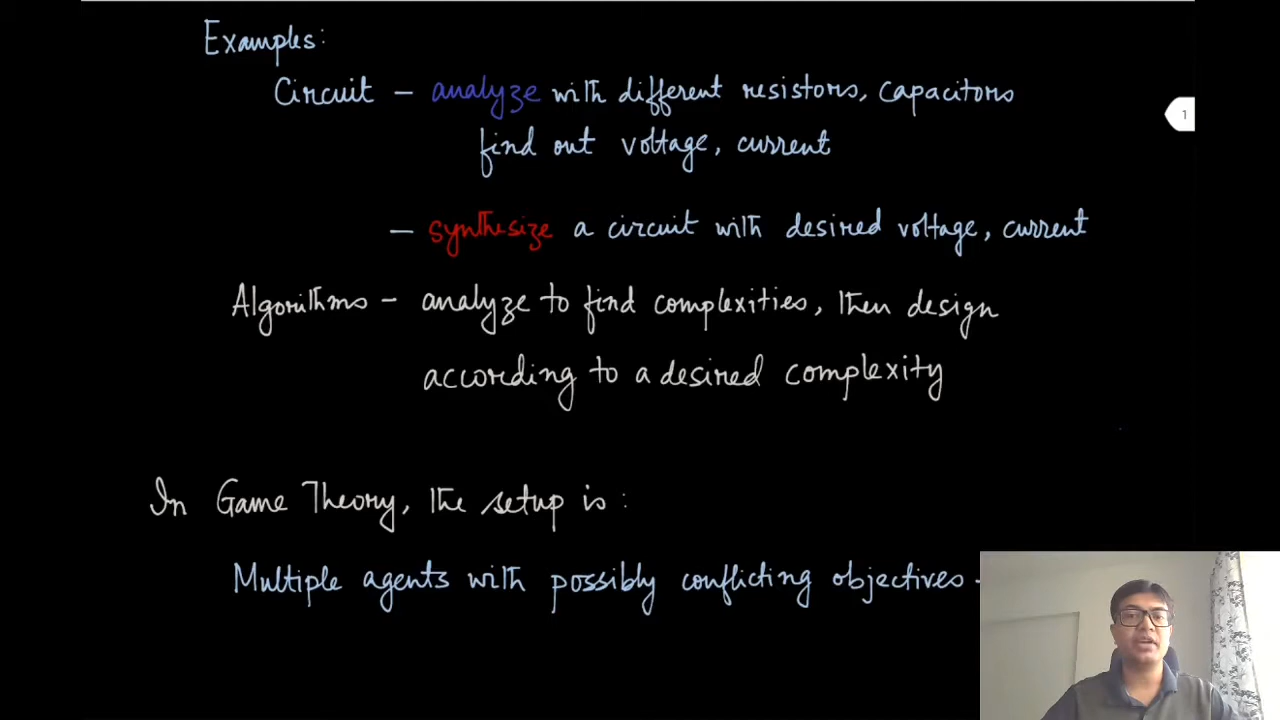 Examples:
Circuit - analyze with different resistors, capacitors
find out voltage, current
1
- synthesize a circuit with desired voltage, current
Algorithms - analyze to find complexities, then design
according to a desired complexity
In Game Theory, the setup is:
Multiple agents with possibly conflicting objectives -